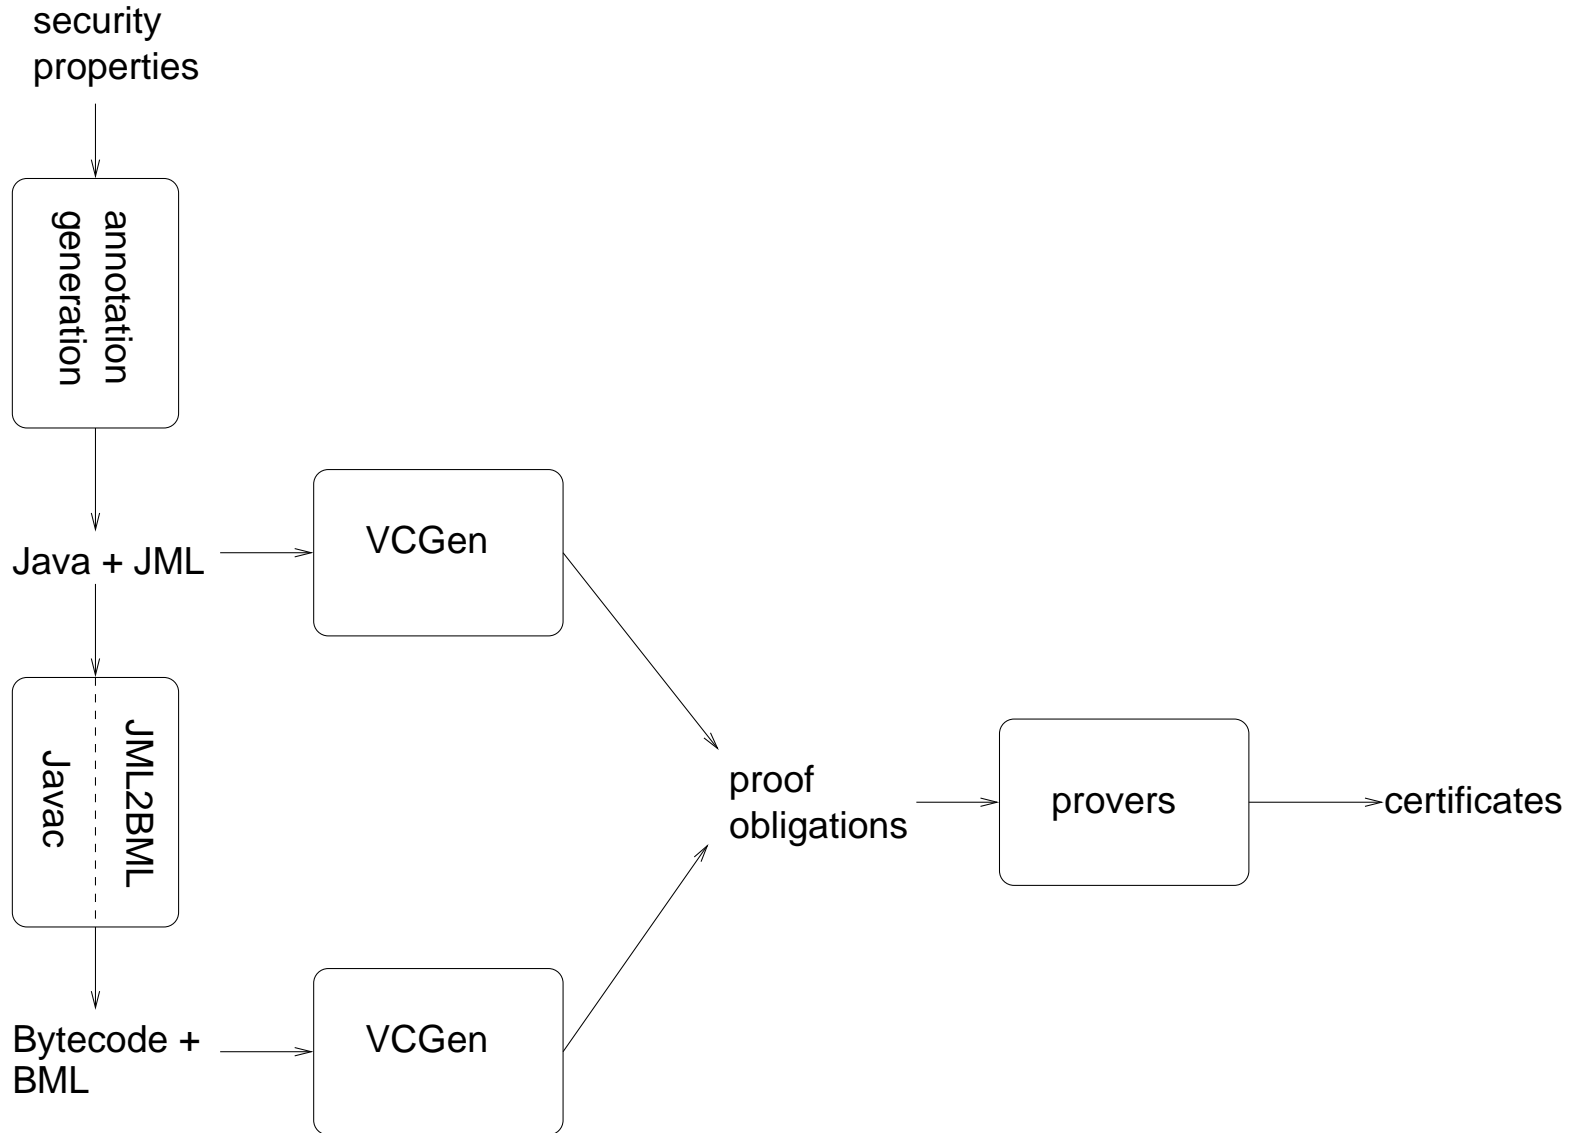 security
properties
annotation
generation
Java + JML
VCGen
JML2BML
Javac
proof
obligations
provers
certificates
Bytecode +
BML
VCGen